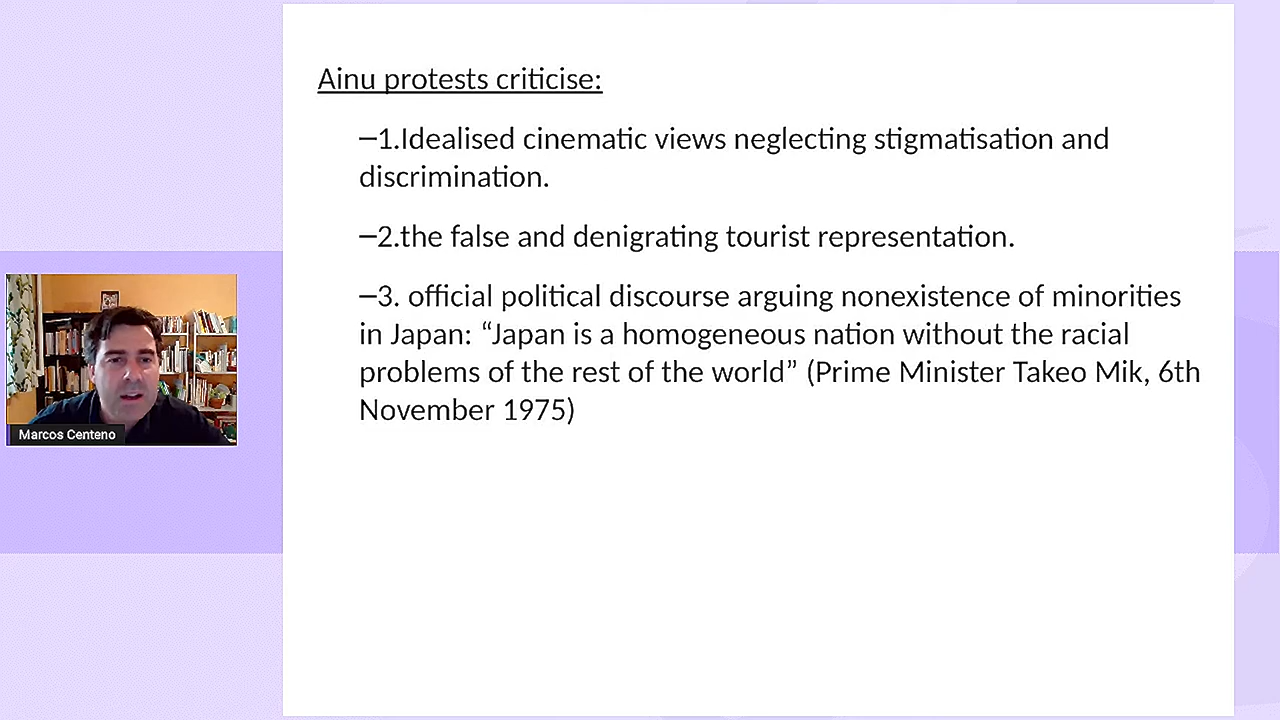 Ainu protests criticise:
–1.Idealised cinematic views neglecting stigmatisation and
discrimination.
–2.the false and denigrating tourist representation.
–3. official political discourse arguing nonexistence of minorities
in Japan: “Japan is a homogeneous nation without the racial
problems of the rest of the world” (Prime Minister Takeo Mik, 6th
November 1975)
Marcos Centeno